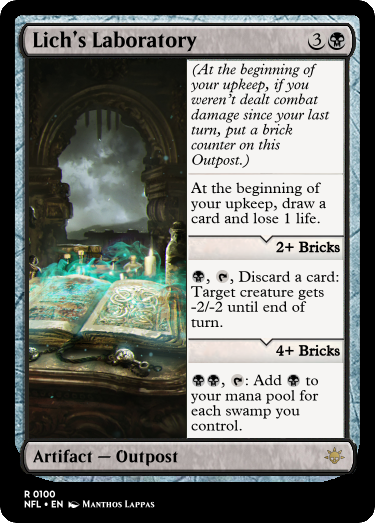 Lich's Laboratory 3
(At the beginning of
your upkeep, if you
weren't dealt combat
damage since your last
turn, put a brick
counter on this
Outpost.)
At the beginning of
your upkeep, draw a
card and lose 1 life.
2+ Bricks
, , Discard a card:
Target creature gets
-2/-2 until end of
turn.
4+ Bricks
, : Add to
your mana pool for
each swamp you
control.
Artifact — Outpost
R 0100
NFL • EN Manthos Lappas